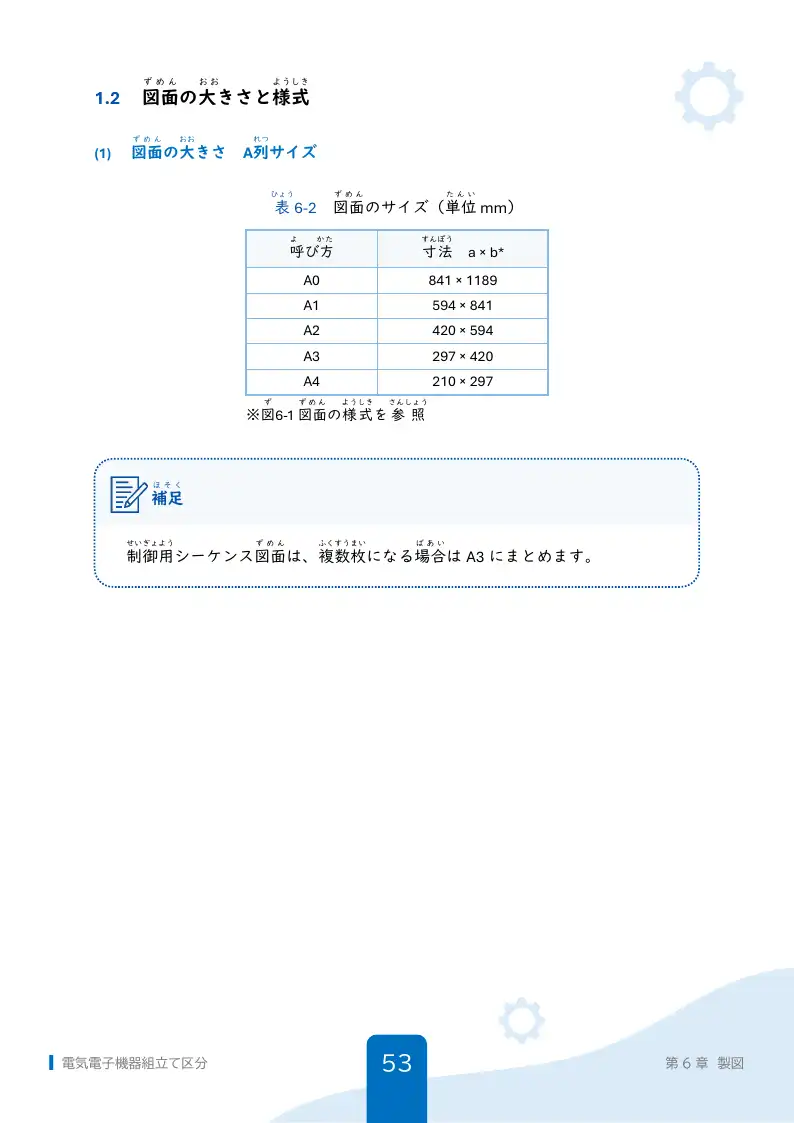 ずめん おお ようしき
1.2 図面の大きさと様式
ずめん おお れつ
(1) 図面の大きさ A列サイズ
ひょう ずめん たんい
表 6-2 図面のサイズ（単位 mm）
よ かた すんぽう
呼び方 寸法 a × b*
A0 841 × 1189
A1 594 × 841
A2 420 × 594
A3 297 × 420
A4 210 × 297
ず ずめん ようしき さんしょう
※図6-1 図面の様式を参照
ほそく
補足
せいぎょよう ずめん ふくすうまい ばあい
制御用シーケンス図面は、複数枚になる場合は A3 にまとめます。
電気電子機器組立て区分 53 第 6 章 製図